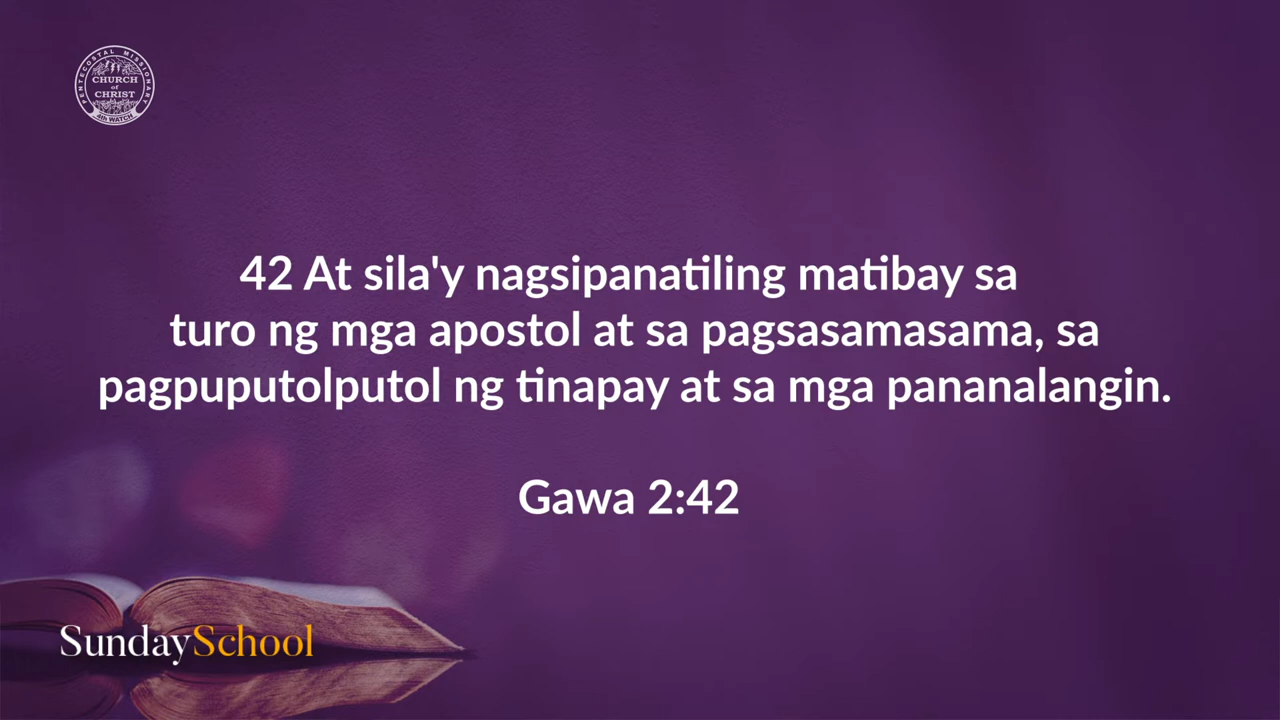 PENTECOSTAL MISSIONARY
CHURCH
of
CHRIST
4th WATCH
42 At sila'y nagsipanatiling matibay sa
turo ng mga apostol at sa pagsasamasama, sa
pagpuputolputol ng tinapay at sa mga pananalangin.
Gawa 2:42
SundaySchool